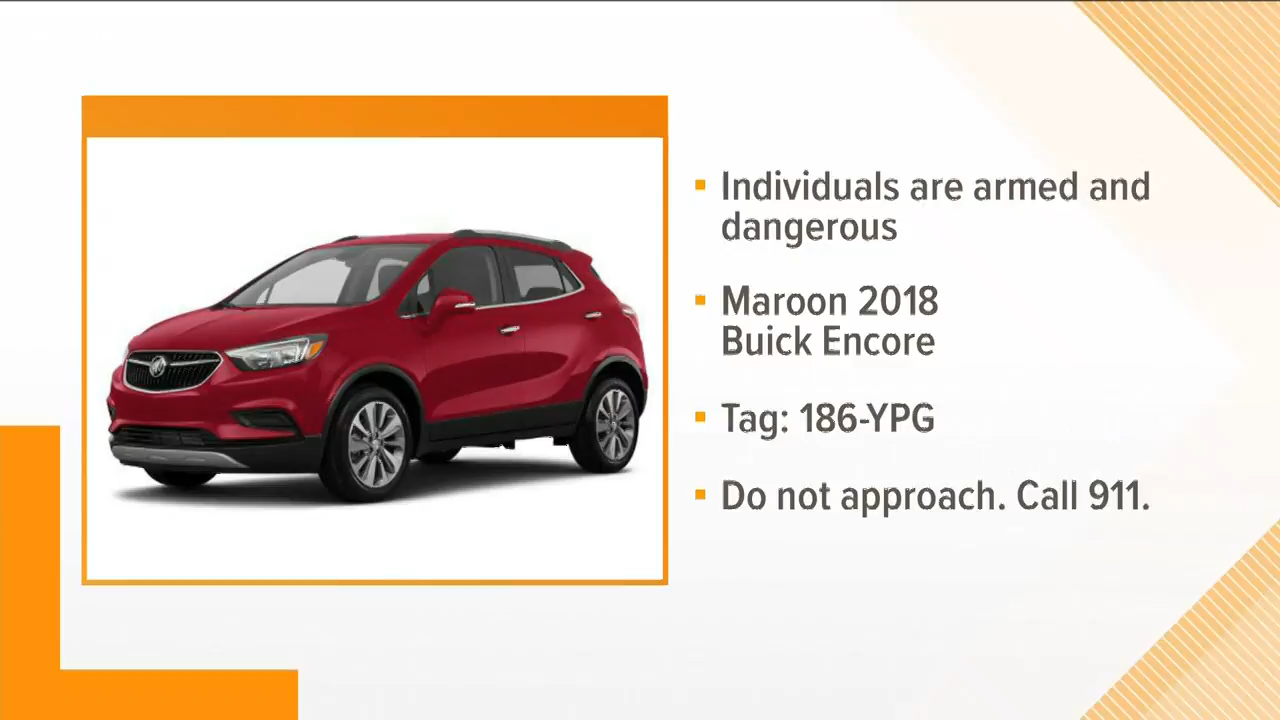 Individuals are armed and
dangerous
Maroon 2018
Buick Encore
Tag: 186-YPG
Do not approach. Call 911.